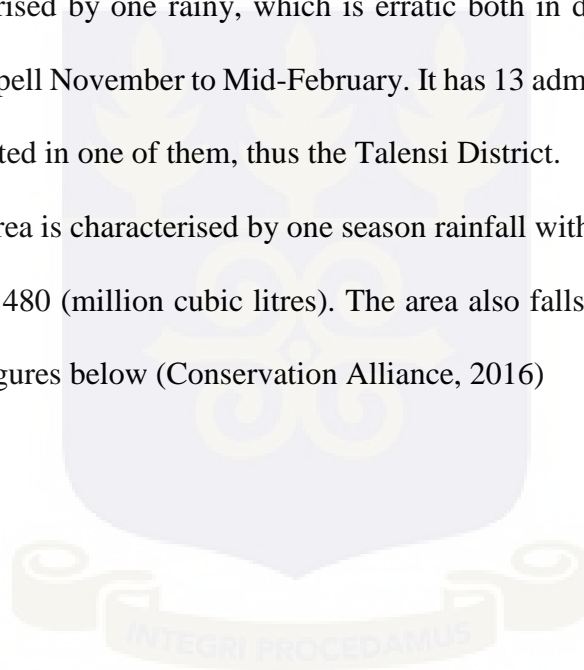 rised by one rainy, which is erratic both in d
pell November to Mid-February. It has 13 adm
ted in one of them, thus the Talensi District.
rea is characterised by one season rainfall with
480 (million cubic litres). The area also falls
gures below (Conservation Alliance, 2016)
INTEGRI PROCEDAMUS